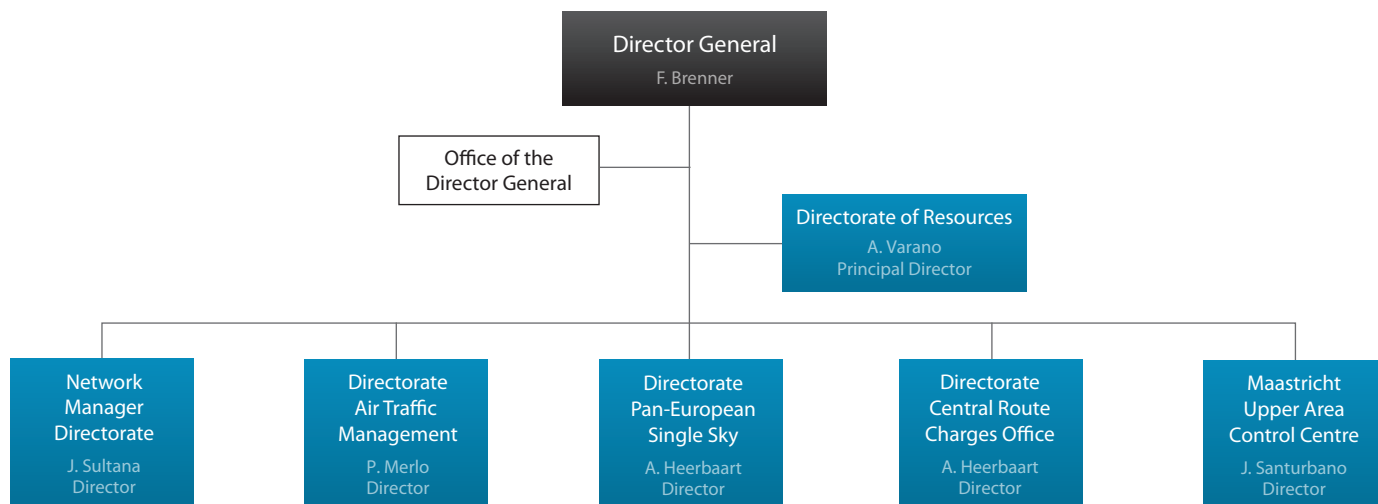 Director General
F. Brenner
Office of the
Director General
Directorate of Resources
A. Varano
Principal Director
Network
Manager
Directorate
J. Sultana
Director
Directorate
Air Traffic
Management
P. Merlo
Director
Directorate
Pan-European
Single Sky
A. Heerbaart
Director
Directorate
Central Route
Charges Office
A. Heerbaart
Director
Maastricht
Upper Area
Control Centre
J. Santurbano
Director